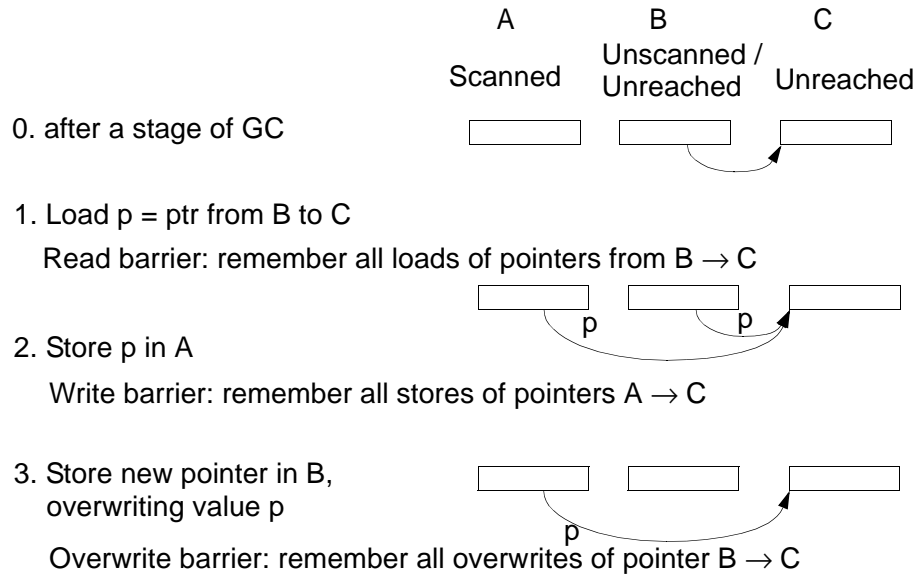 A B C
Scanned Unscanned / Unreached Unreached
0. after a stage of GC
1. Load p = ptr from B to C
Read barrier: remember all loads of pointers from B → C
p p
2. Store p in A
Write barrier: remember all stores of pointers A → C
3. Store new pointer in B,
overwriting value p
p
Overwrite barrier: remember all overwrites of pointer B → C